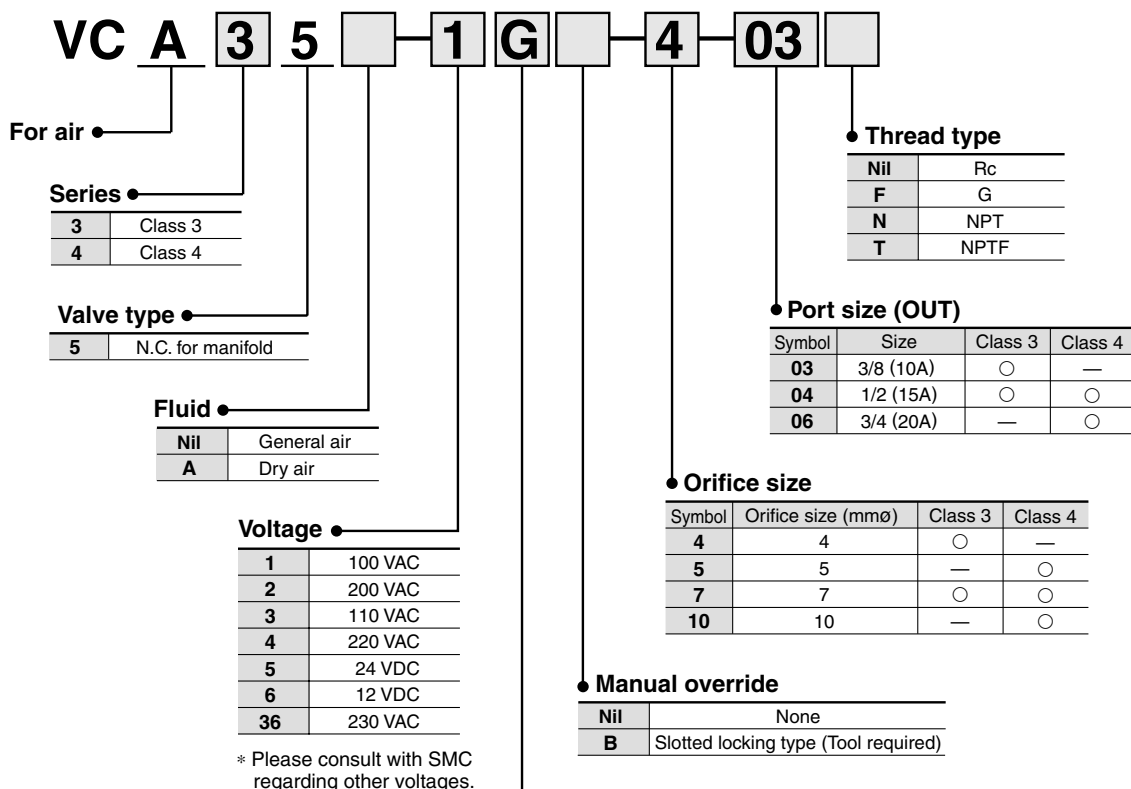 VC A 3 5 1 G 4 03
For air
Thread type
Nil Rc
F G
N NPT
T NPTF
Series
3 Class 3
4 Class 4
Valve type
5 N.C. for manifold
Port size (OUT)
Symbol Size Class 3 Class 4
03 3/8 (10A) ○ —
04 1/2 (15A) ○ ○
06 3/4 (20A) — ○
Fluid
Nil General air
A Dry air
Orifice size
Symbol Orifice size (mmø) Class 3 Class 4
4 4 ○ —
5 5 — ○
7 7 ○ ○
10 10 — ○
Voltage
1 100 VAC
2 200 VAC
3 110 VAC
4 220 VAC
5 24 VDC
6 12 VDC
36 230 VAC
* Please consult with SMC
regarding other voltages.
Manual override
Nil None
B Slotted locking type (Tool required)